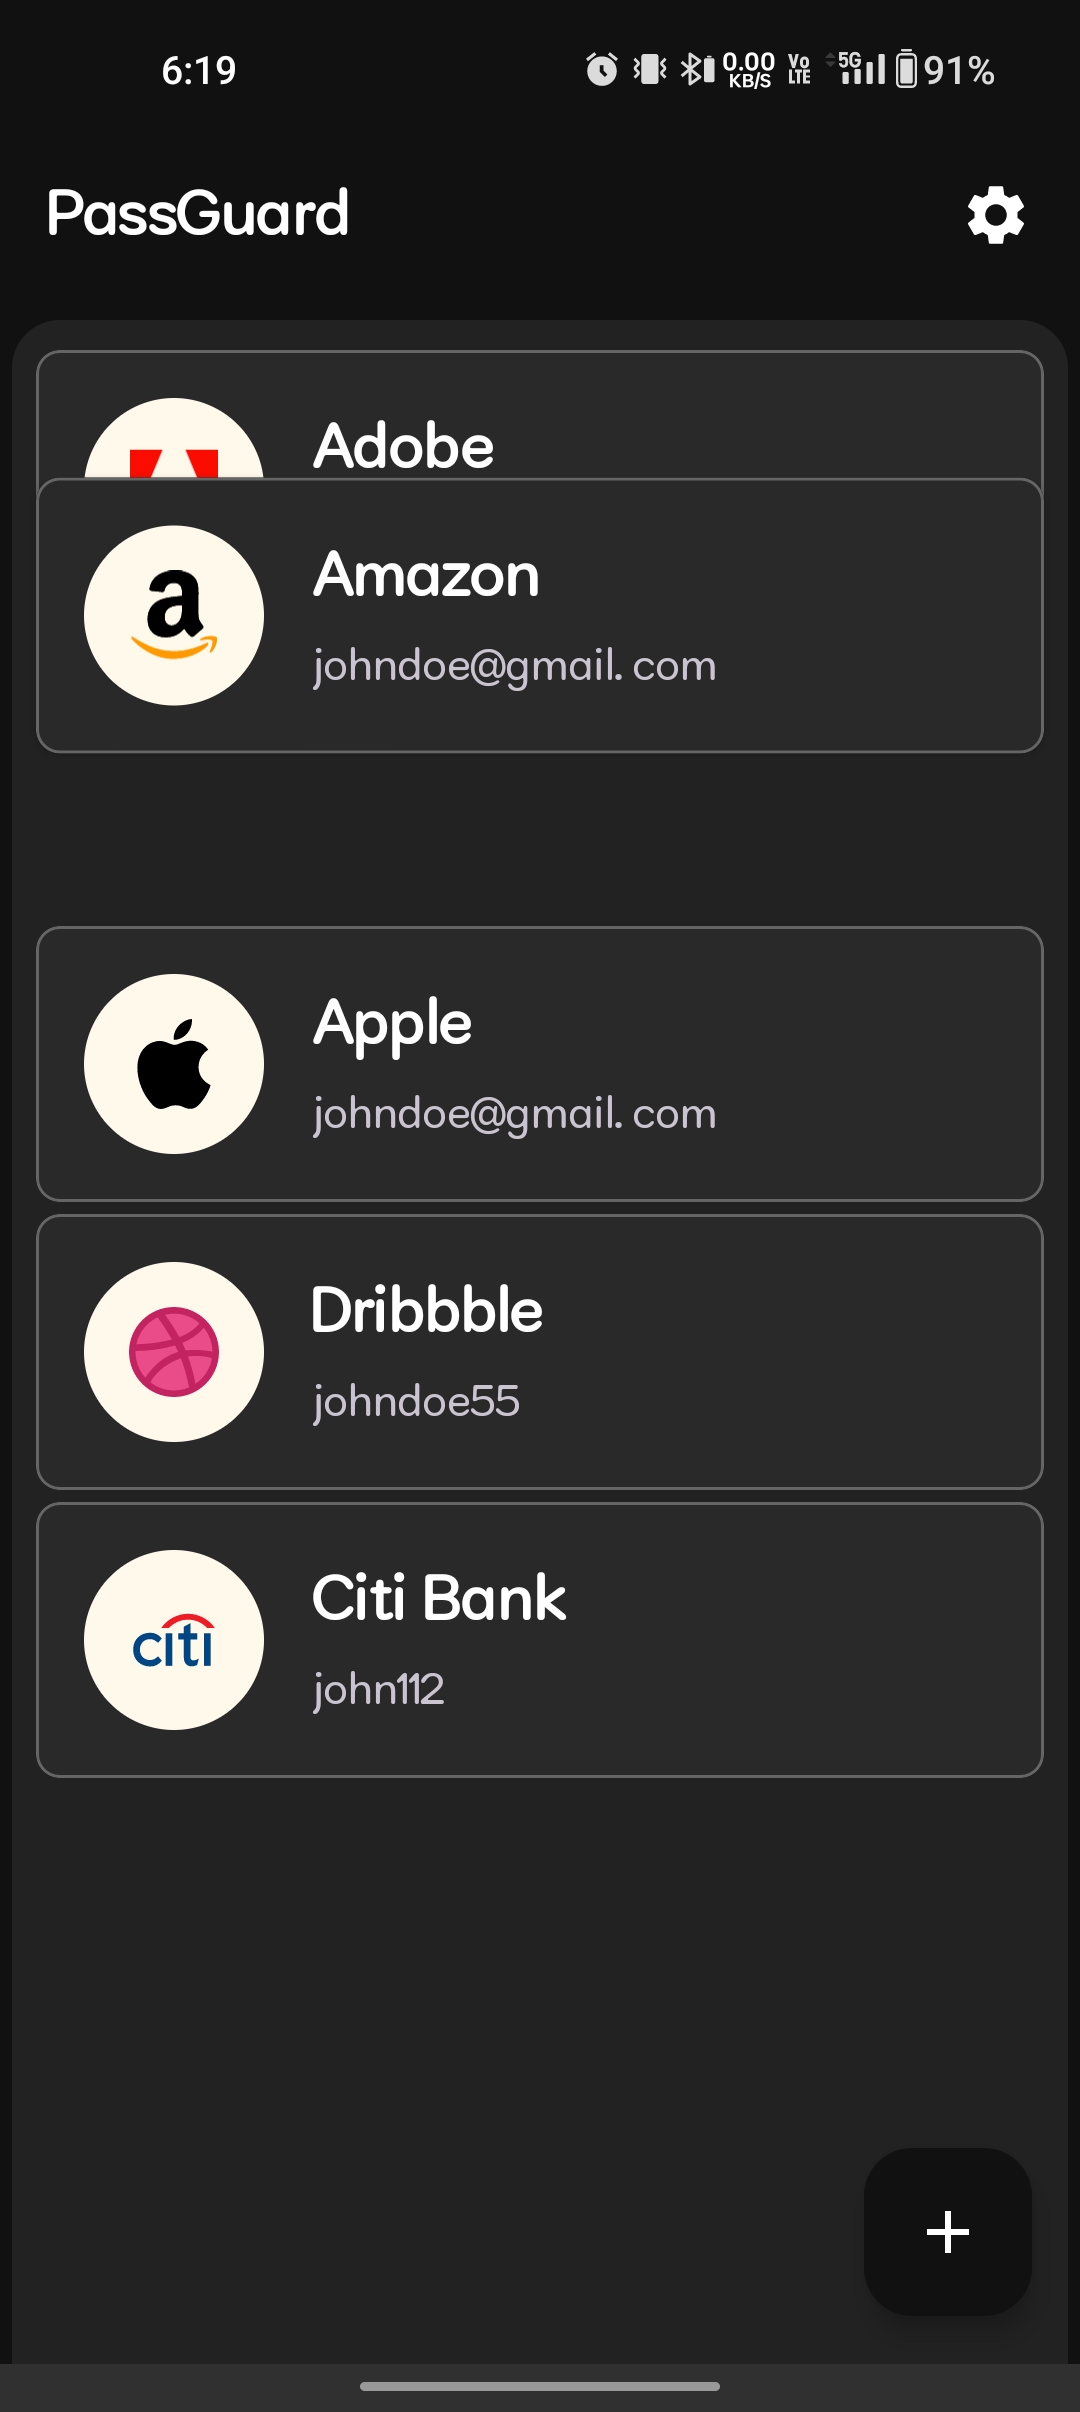 6:19
0.00 KB/S Vo LTE 5G 91%
PassGuard
Adobe
a
Amazon
johndoe@gmail. com
Apple
johndoe@gmail. com
Dribbble
johndoe55
citi
Citi Bank
john112